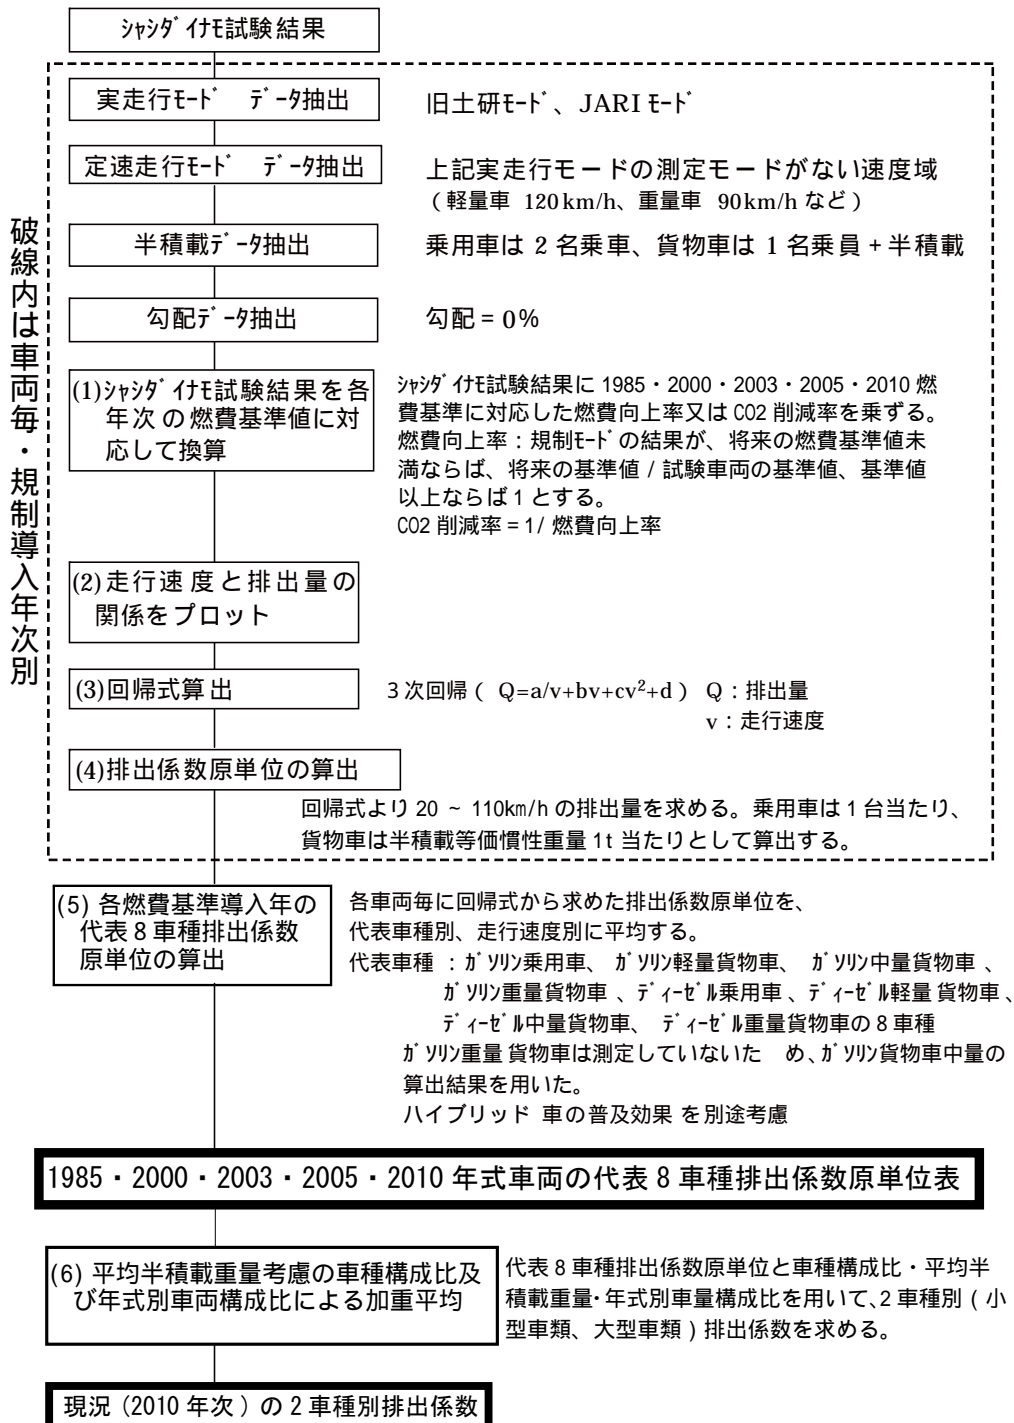 ｼｬｼﾀﾞｲﾅﾓ試験結果
実走行ﾓｰﾄﾞ ﾃﾞｰﾀ抽出
旧土研ﾓｰﾄﾞ、JARI ﾓｰﾄﾞ
定速走行ﾓｰﾄﾞ ﾃﾞｰﾀ抽出
上記実走行モードの測定モードがない速度域
（軽量車 120km/h、重量車 90km/h など）
半積載ﾃﾞｰﾀ抽出
乗用車は 2 名乗車、貨物車は 1 名乗員＋半積載
勾配ﾃﾞｰﾀ抽出
勾配＝0%
(1)ｼｬｼﾀﾞｲﾅﾓ試験結果を各
年次の燃費基準値に対
応して換算
ｼｬｼﾀﾞｲﾅﾓ試験結果に 1985・2000・2003・2005・2010 燃
費基準に対応した燃費向上率又は CO2 削減率を乗ずる。
燃費向上率：規制ﾓｰﾄﾞの結果が、将来の燃費基準値未
満ならば、将来の基準値 / 試験車両の基準値、基準値
以上ならば 1 とする。
CO2 削減率＝1/ 燃費向上率
(2)走行速度と排出量の
関係をプロット
(3)回帰式算出
3 次回帰（ Q=a/v+bv+cv²+d ） Q：排出量
v：走行速度
(4)排出係数原単位の算出
回帰式より 20 ~ 110km/h の排出量を求める。乗用車は 1 台当たり、
貨物車は半積載等価慣性重量 1t 当たりとして算出する。
破線内は車両毎・規制導入年次別
(5) 各燃費基準導入年の
代表 8 車種排出係数
原単位の算出
各車両毎に回帰式から求めた排出係数原単位を、
代表車種別、走行速度別に平均する。
代表車種 ：ｶﾞｿﾘﾝ乗用車、 ｶﾞｿﾘﾝ軽量貨物車、 ｶﾞｿﾘﾝ中量貨物車 、
ｶﾞｿﾘﾝ重量貨物車 、ﾃﾞｨｰｾﾞﾙ乗用車 、ﾃﾞｨｰｾﾞﾙ軽量 貨物車 、
ﾃﾞｨｰｾﾞﾙ中量貨物車、 ﾃﾞｨｰｾﾞﾙ重量貨物車の 8 車種
ｶﾞｿﾘﾝ重量 貨物車は測定していないた め、ｶﾞｿﾘﾝ貨物車中量の
算出結果を用いた。
ハイブリッド 車の普及効果 を別途考慮
1985・2000・2003・2005・2010 年式車両の代表 8 車種排出係数原単位表
(6) 平均半積載重量考慮の車種構成比及
び年式別車両構成比による加重平均
代表 8 車種排出係数原単位と車種構成比・平均半
積載重量・年式別車量構成比を用いて、2 車種別（小
型車類、大型車類）排出係数を求める。
現況（2010 年次）の 2 車種別排出係数